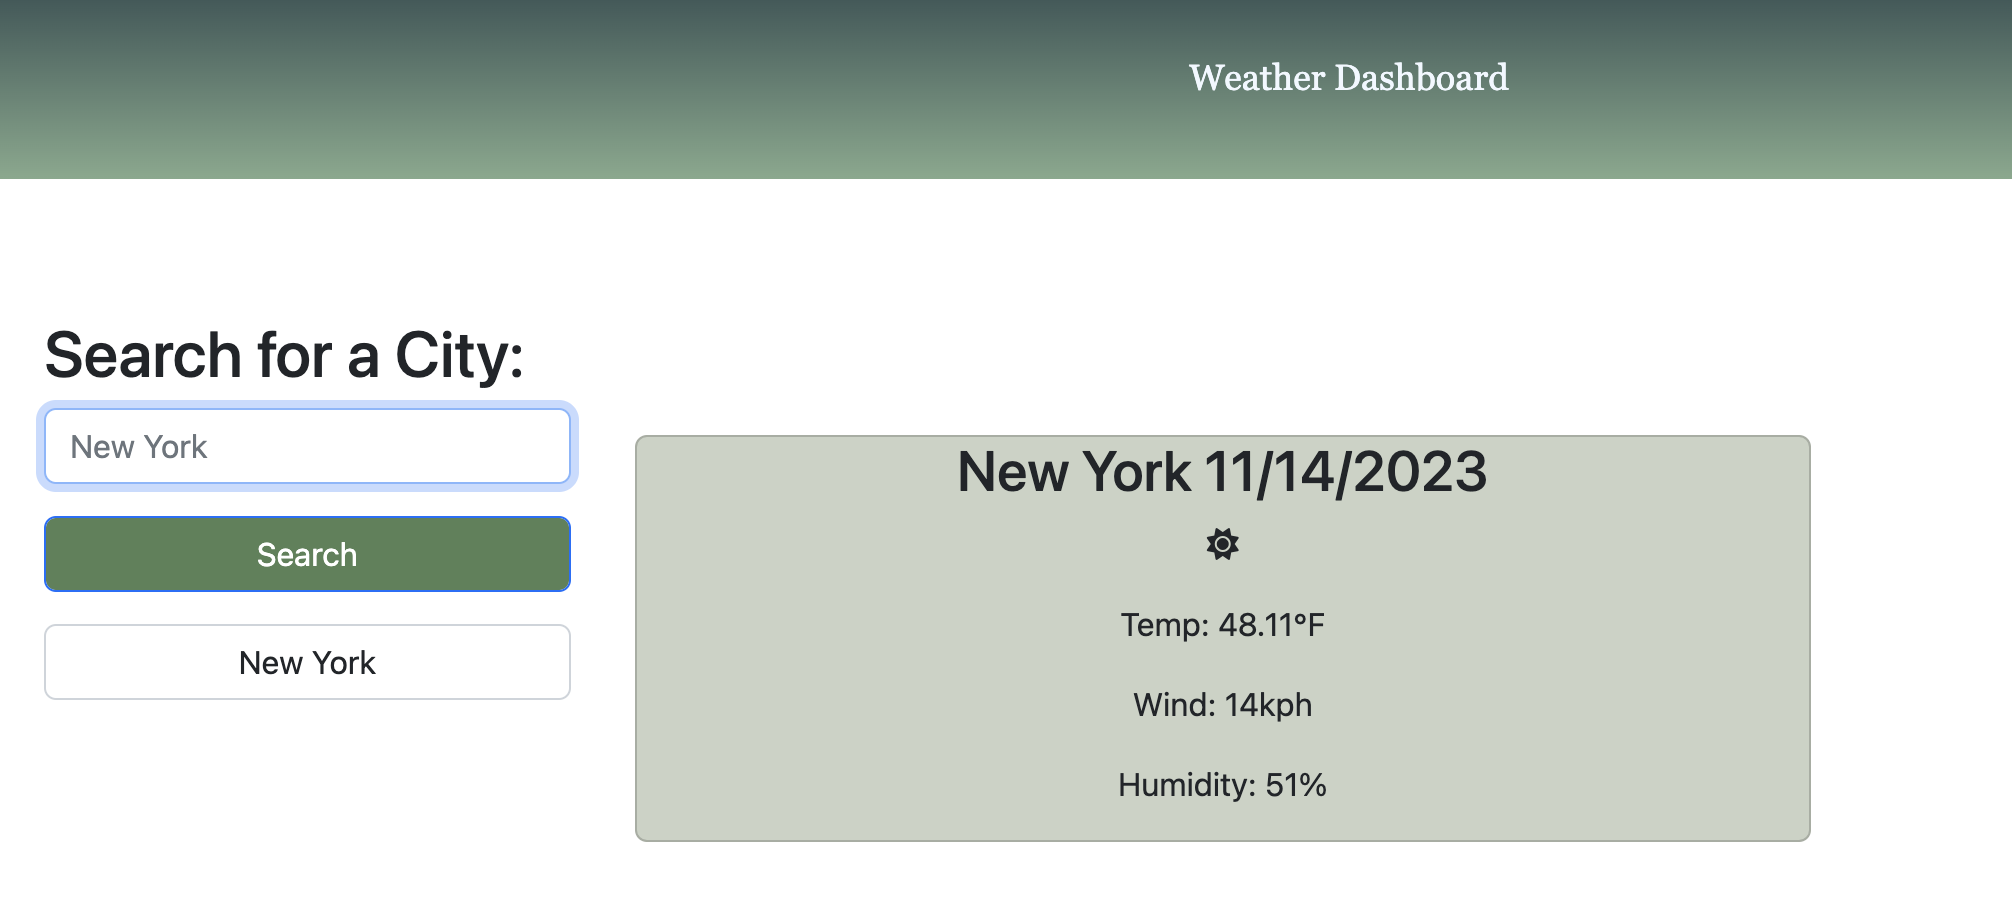 Weather Dashboard
Search for a City:
New York
Search
New York
New York 11/14/2023
Temp: 48.11°F
Wind: 14kph
Humidity: 51%